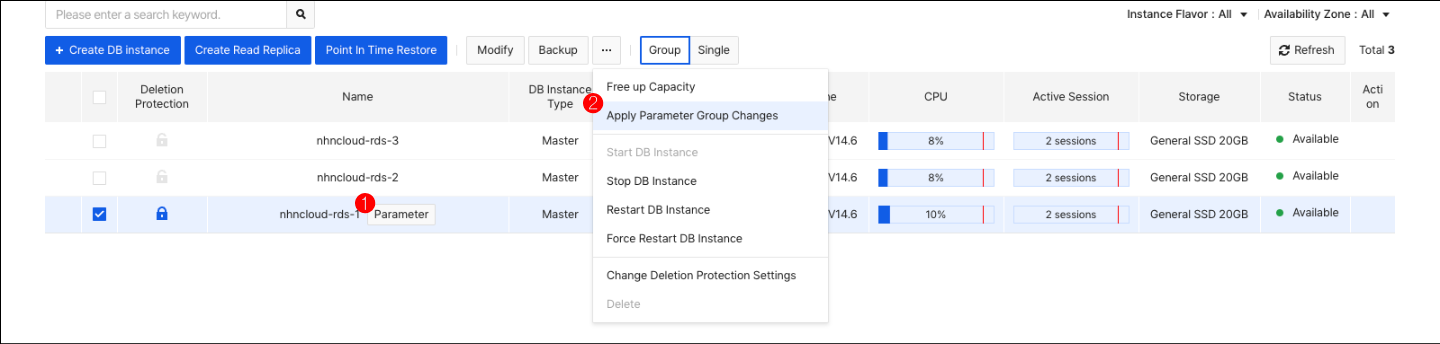 Please enter a search keyword.
Instance Flavor : All
Availability Zone : All
+ Create DB instance
Create Read Replica
Point In Time Restore
Modify
Backup
...
Group
Single
Refresh
Total 3
Deletion
Protection
Name
DB Instance
Type
me
CPU
Active Session
Storage
Status
Acti
on
nhncloud-rds-3
Master
V14.6
8%
2 sessions
General SSD 20GB
Available
nhncloud-rds-2
Master
V14.6
8%
2 sessions
General SSD 20GB
Available
nhncloud-rds-1
1
Parameter
Master
V14.6
10%
2 sessions
General SSD 20GB
Available
Free up Capacity
2
Apply Parameter Group Changes
Start DB Instance
Stop DB Instance
Restart DB Instance
Force Restart DB Instance
Change Deletion Protection Settings
Delete